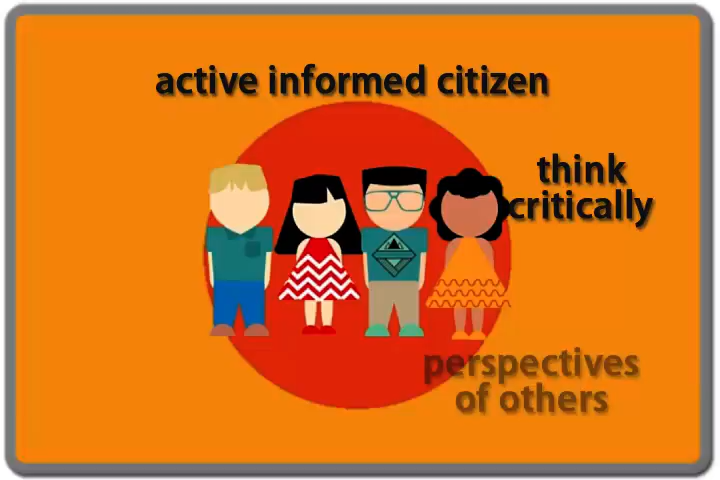 active informed citizen
think
critically
perspectives
of others